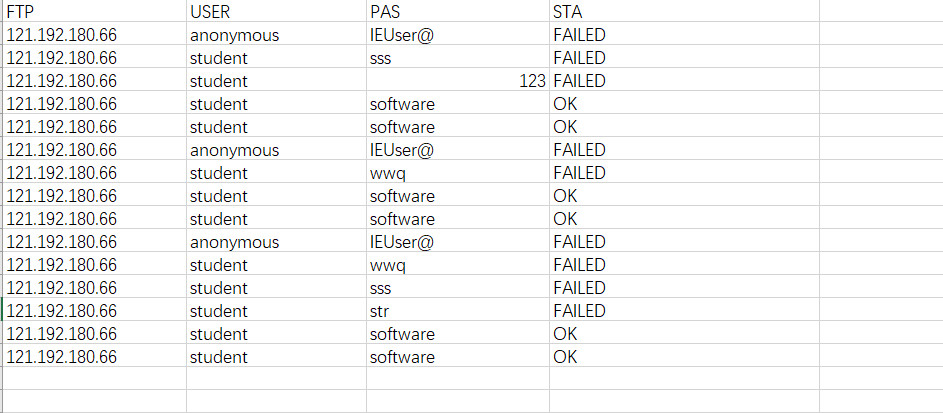 FTP USER PAS STA
121.192.180.66 anonymous IEUser@ FAILED
121.192.180.66 student sss FAILED
121.192.180.66 student 123 FAILED
121.192.180.66 student software OK
121.192.180.66 student software OK
121.192.180.66 anonymous IEUser@ FAILED
121.192.180.66 student wwq FAILED
121.192.180.66 student software OK
121.192.180.66 student software OK
121.192.180.66 anonymous IEUser@ FAILED
121.192.180.66 student wwq FAILED
121.192.180.66 student sss FAILED
121.192.180.66 student str FAILED
121.192.180.66 student software OK
121.192.180.66 student software OK